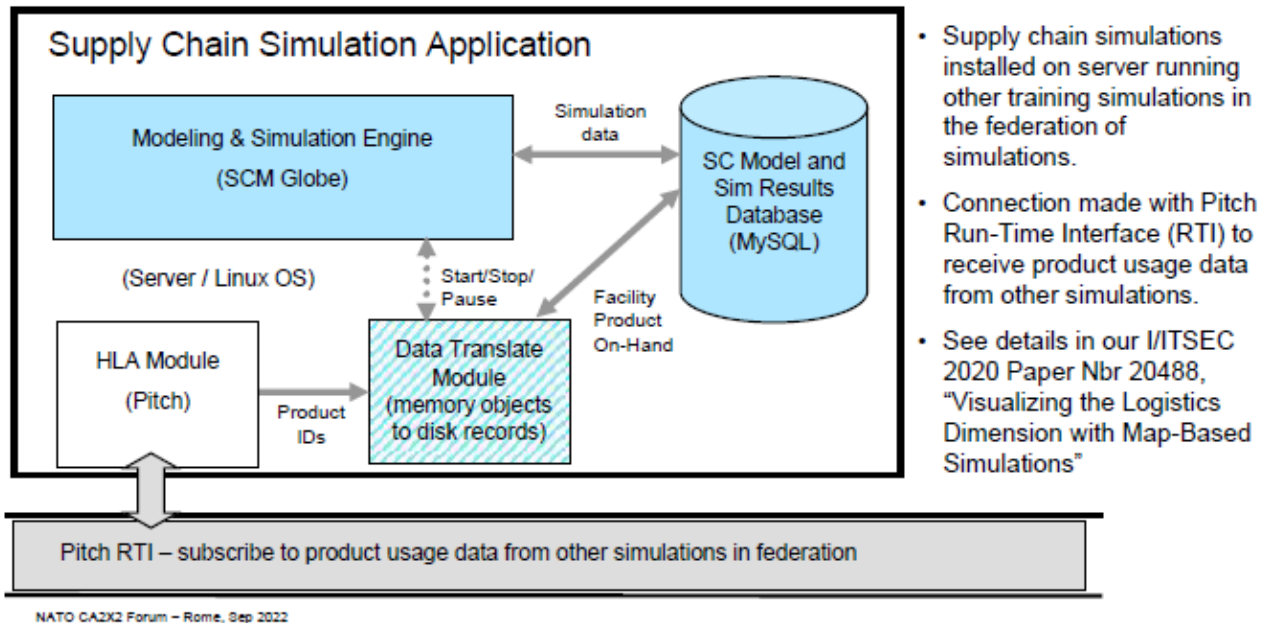 Supply Chain Simulation Application
Modeling & Simulation Engine
(SCM Globe)
Simulation
data
SC Model and
Sim Results
Database
(MySQL)
(Server / Linux OS)
Start/Stop/
Pause
Facility
Product
On-Hand
HLA Module
(Pitch)
Product
IDs
Data Translate
Module
(memory objects
to disk records)
• Supply chain simulations
installed on server running
other training simulations in
the federation of
simulations.
• Connection made with Pitch
Run-Time Interface (RTI) to
receive product usage data
from other simulations.
• See details in our I/ITSEC
2020 Paper Nbr 20488,
“Visualizing the Logistics
Dimension with Map-Based
Simulations”
Pitch RTI – subscribe to product usage data from other simulations in federation
NATO CA2X2 Forum – Rome, Sep 2022